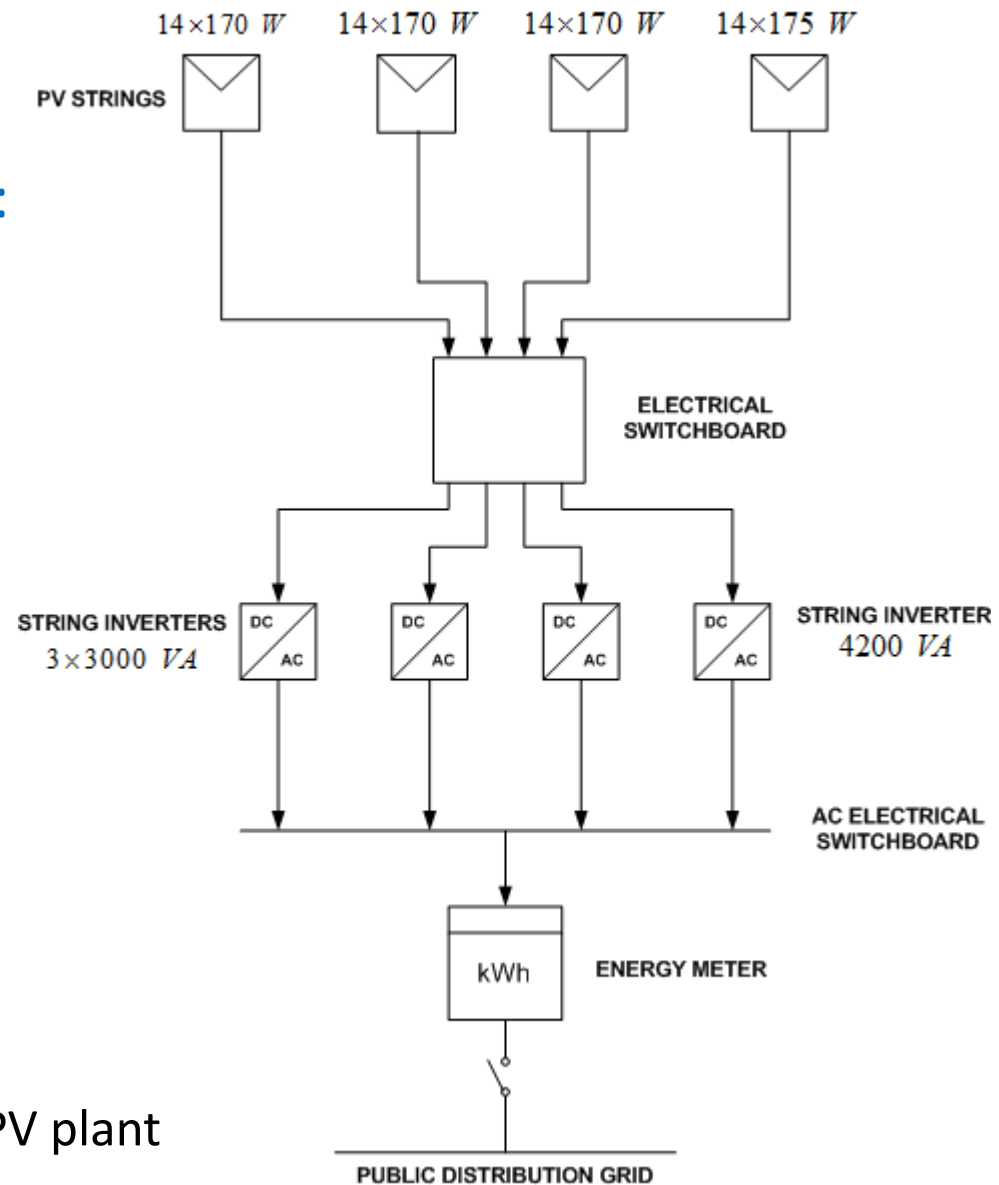 14×170 W 14×170 W 14×170 W 14×175 W
PV STRINGS
:
ELECTRICAL
SWITCHBOARD
STRING INVERTERS
3×3000 VA
DC
AC
DC
AC
DC
AC
DC
AC
STRING INVERTER
4200 VA
AC ELECTRICAL
SWITCHBOARD
kWh
ENERGY METER
PV plant
PUBLIC DISTRIBUTION GRID